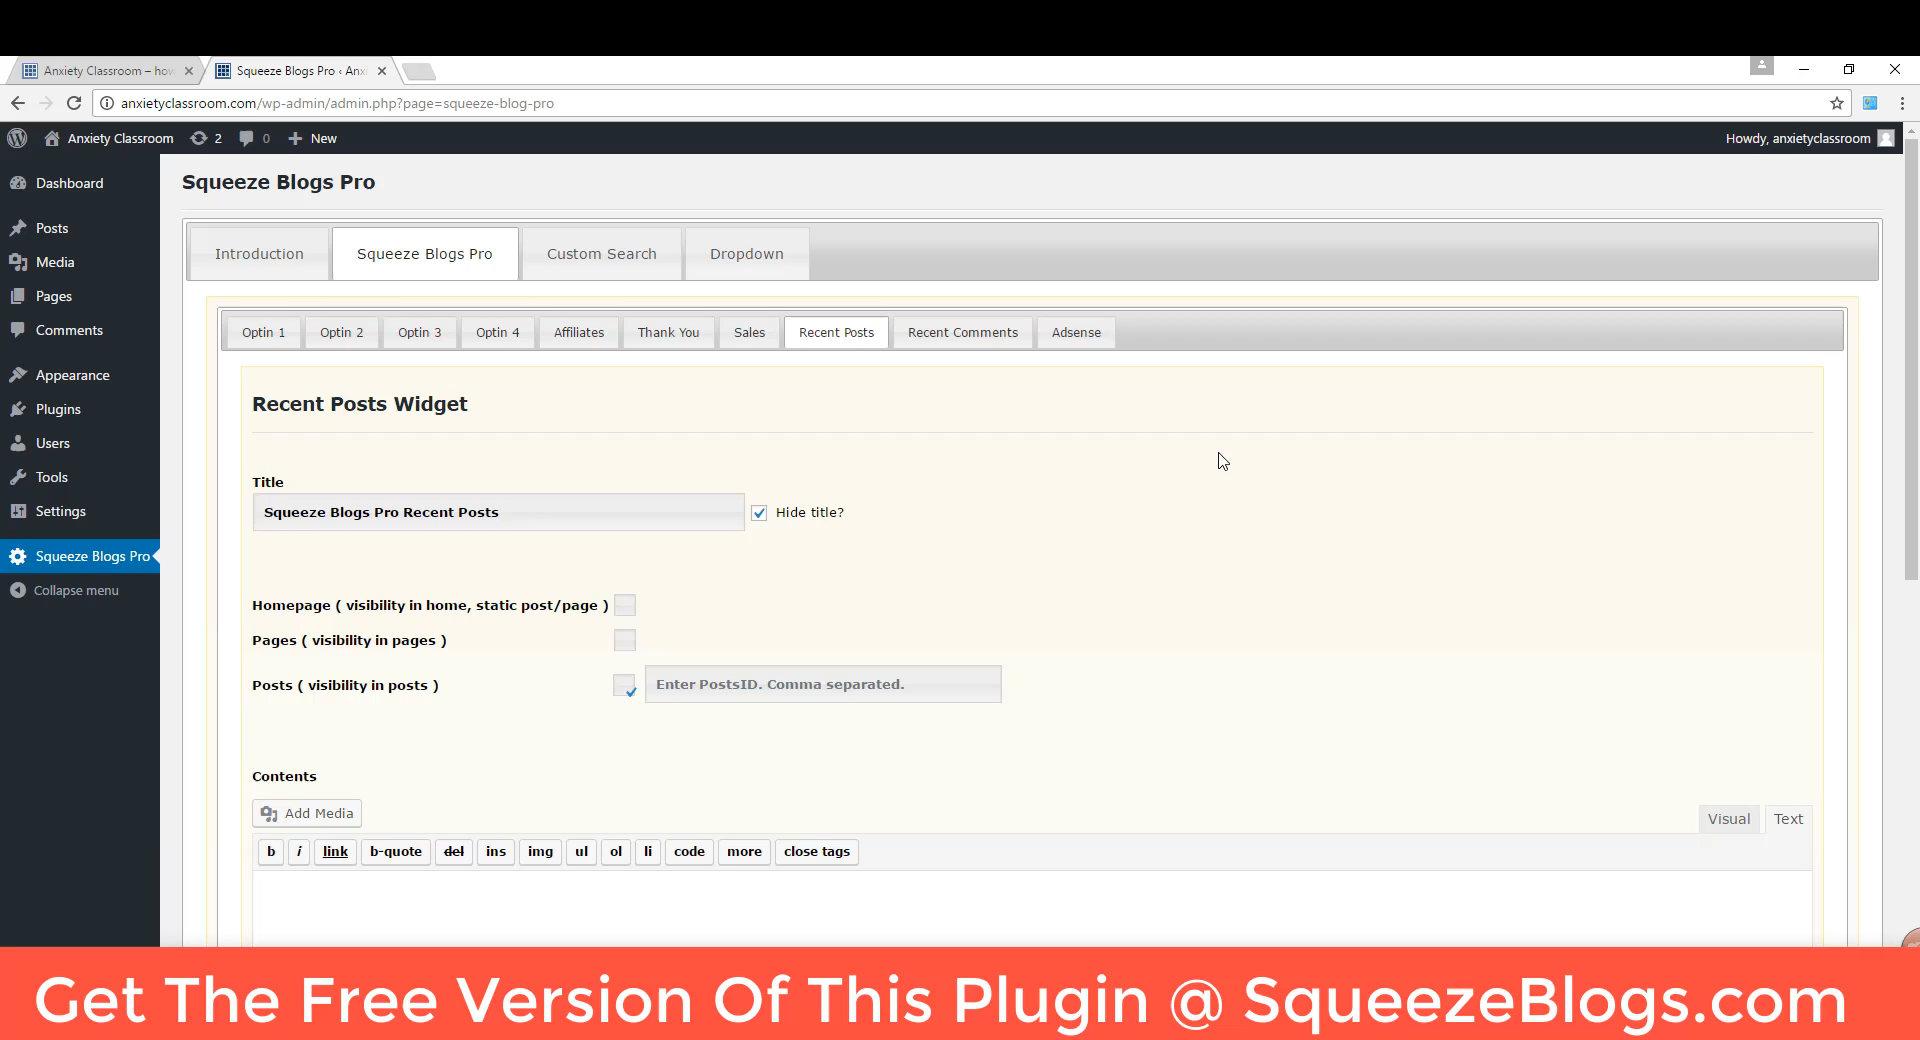 Anxiety Classroom – how
Squeeze Blogs Pro ‹ Anx
anxietyclassroom.com/wp-admin/admin.php?page=squeeze-blog-pro
Anxiety Classroom 2 0 New
Howdy, anxietyclassroom
Dashboard
Posts
Media
Pages
Comments
Appearance
Plugins
Users
Tools
Settings
Squeeze Blogs Pro
Collapse menu
Squeeze Blogs Pro
Introduction Squeeze Blogs Pro Custom Search Dropdown
Optin 1 Optin 2 Optin 3 Optin 4 Affiliates Thank You Sales Recent Posts Recent Comments Adsense
Recent Posts Widget
Title
Squeeze Blogs Pro Recent Posts Hide title?
Homepage ( visibility in home, static post/page )
Pages ( visibility in pages )
Posts ( visibility in posts ) Enter PostsID. Comma separated.
Contents
Add Media
Visual Text
b i link b-quote del ins img ul ol li code more close tags
Get The Free Version Of This Plugin @ SqueezeBlogs.com